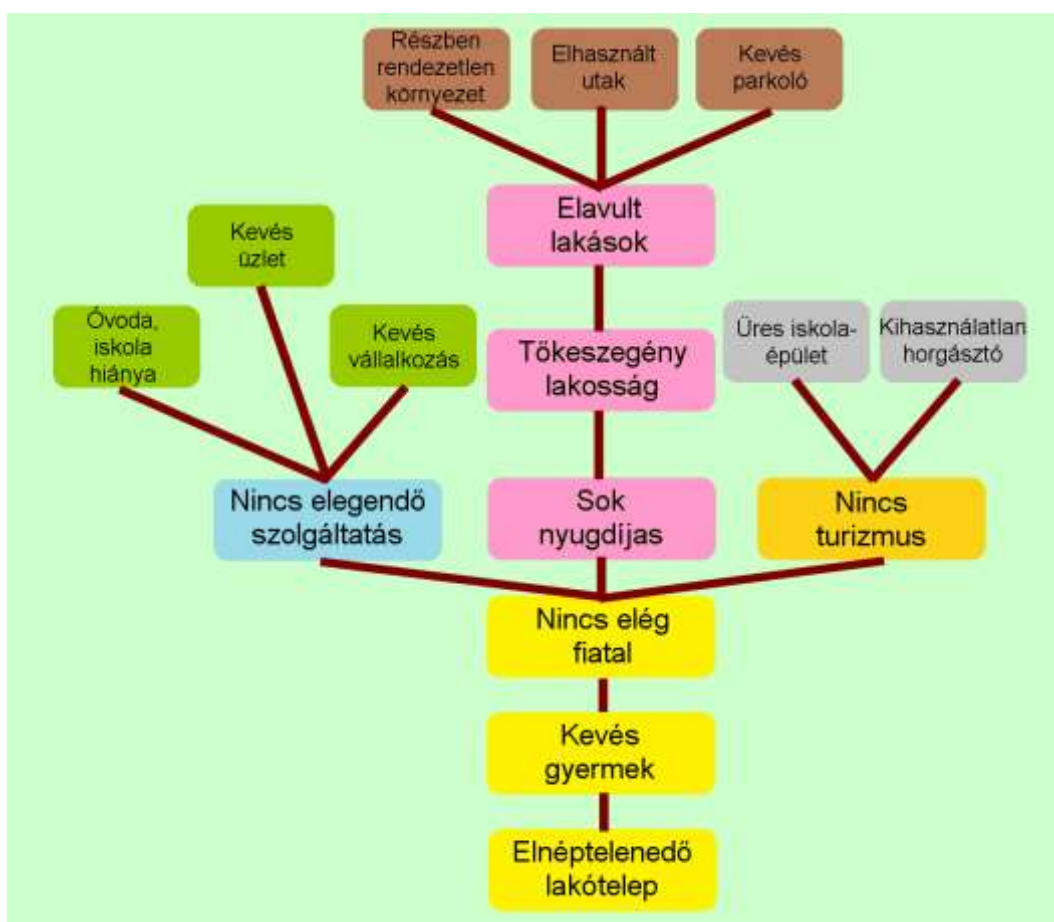 Részben
rendezetlen
környezet
Elhasznált
utak
Kevés
parkoló
Elavult
lakások
Kevés
üzlet
Óvoda,
iskola
hiánya
Kevés
vállalkozás
Tőkeszegény
lakosság
Üres iskola-
épület
Kihasználatlan
horgásztó
Nincs elegendő
szolgáltatás
Sok
nyugdíjas
Nincs
turizmus
Nincs elég
fiatal
Kevés
gyermek
Elnéptelenedő
lakótelep